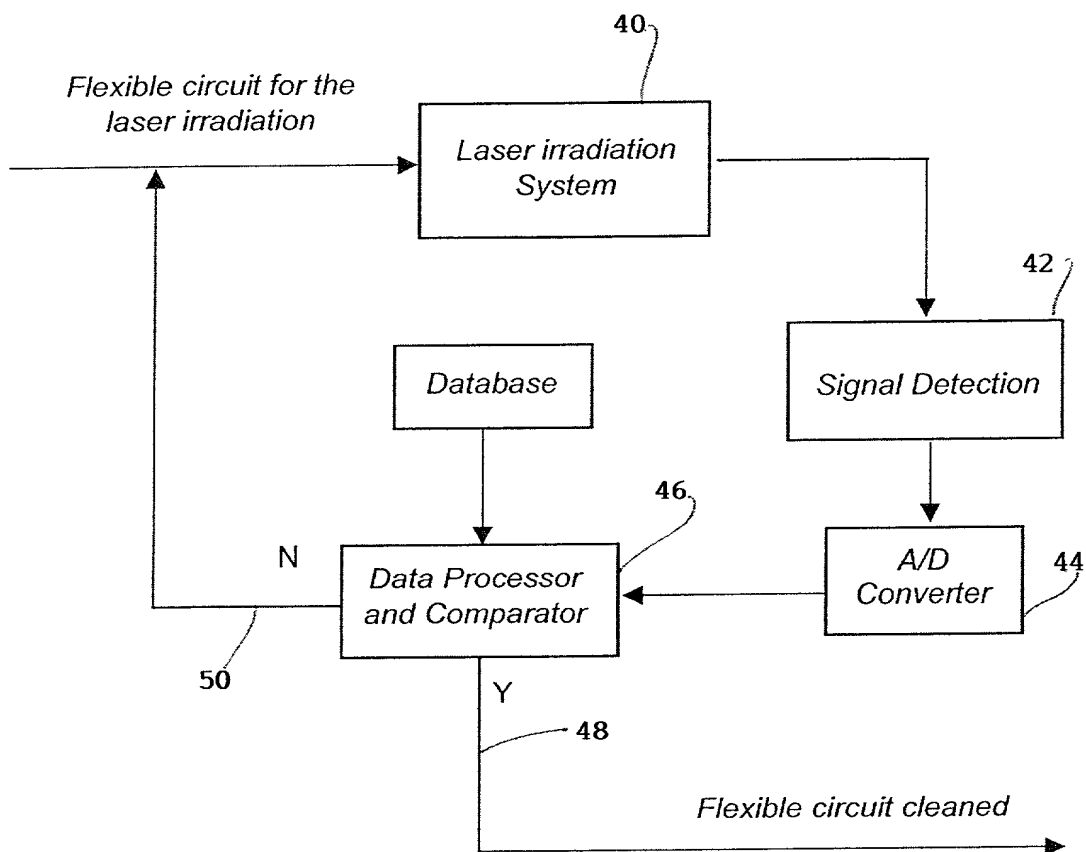 40
Flexible circuit for the
laser irradiation
Laser irradiation
System
42
Signal Detection
Database
46
A/D
Converter
44
N
Data Processor
and Comparator
50
Y
48
Flexible circuit cleaned